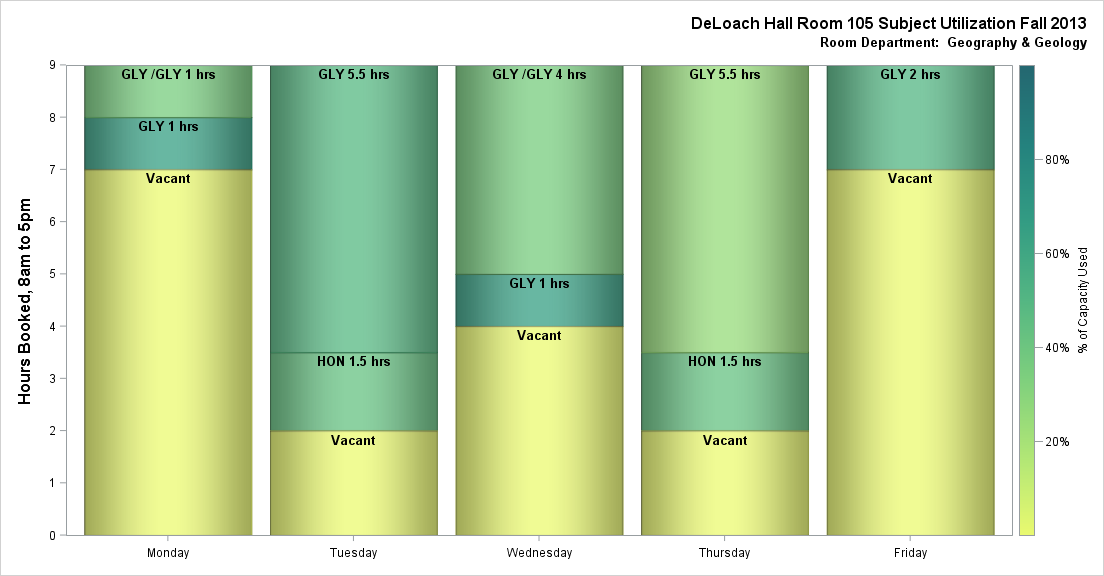 DeLoach Hall Room 105 Subject Utilization Fall 2013
Room Department:  Geography & Geology
Hours Booked, 8am to 5pm
9
8
7
6
5
4
3
2
1
0
GLY /GLY 1 hrs
GLY 1 hrs
Vacant
GLY 5.5 hrs
HON 1.5 hrs
Vacant
GLY /GLY 4 hrs
GLY 1 hrs
Vacant
GLY 5.5 hrs
HON 1.5 hrs
Vacant
GLY 2 hrs
Vacant
Monday
Tuesday
Wednesday
Thursday
Friday
80%
60%
40%
20%
% of Capacity Used